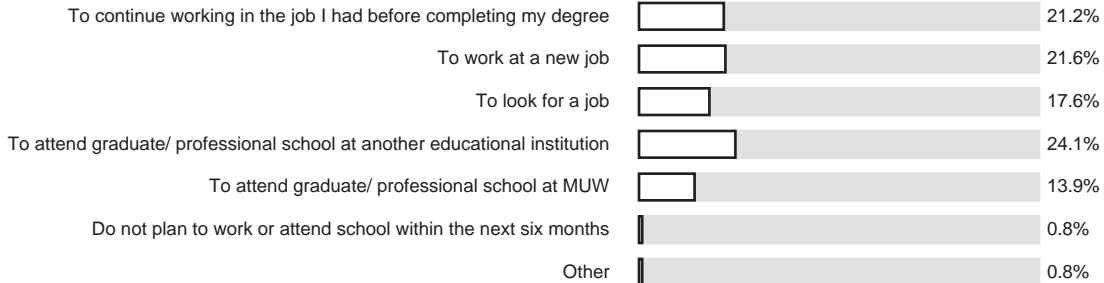 To continue working in the job I had before completing my degree 21.2%
To work at a new job 21.6%
To look for a job 17.6%
To attend graduate/ professional school at another educational institution 24.1%
To attend graduate/ professional school at MUW 13.9%
Do not plan to work or attend school within the next six months 0.8%
Other 0.8%